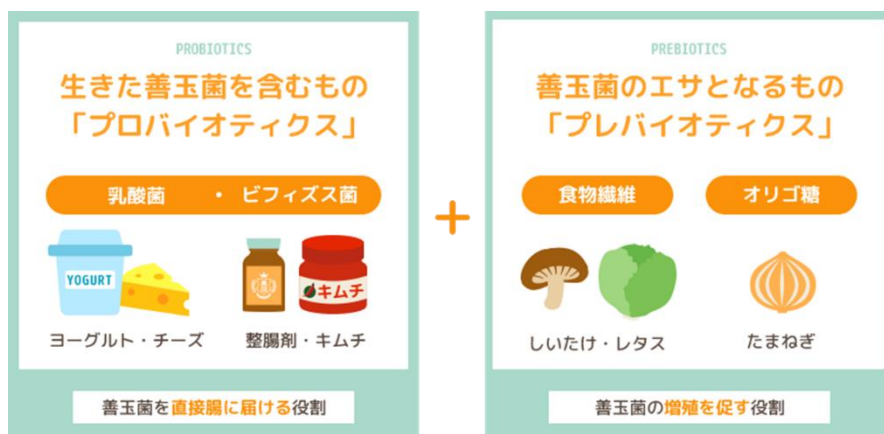 PROBIOTICS
生きた善玉菌を含むもの
「プロバイオティクス」
乳酸菌 ・ ビフィズス菌
YOGURT
キムチ
ヨーグルト・チーズ
整腸剤・キムチ
善玉菌を直接腸に届ける役割
+
PREBIOTICS
善玉菌のエサとなるもの
「プレバイオティクス」
食物繊維
オリゴ糖
しいたけ・レタス
たまねぎ
善玉菌の増殖を促す役割